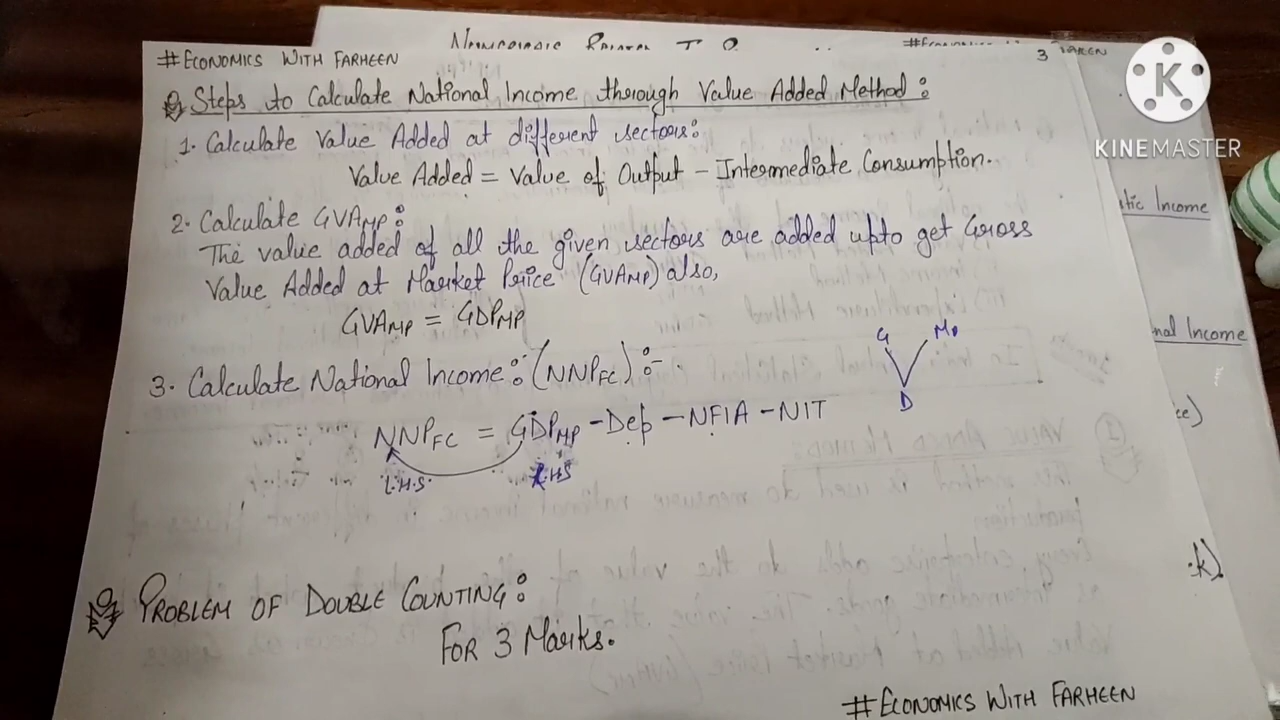 #ECONOMICS WITH FARHEEN
3
KINEMASTER
Q Steps to Calculate National Income through Value Added Method:
1. Calculate Value Added at different sectors:
Value Added = Value of Output - Intermediate Consumption.
2. Calculate GVAMP:
The value added of all the given sectors are added upto to get Gross
Value Added at Market Price (GVAMP) also,
GVAMP = GDPMP
3. Calculate National Income: (NNPFC):-
G MP
D
NNPFC = GDPMP - Dep - NFIA - NIT
L.H.S. R.H.S
Q PROBLEM OF DOUBLE COUNTING:
FOR 3 Marks.
#ECONOMICS WITH FARHEEN
tic Income
nal Income